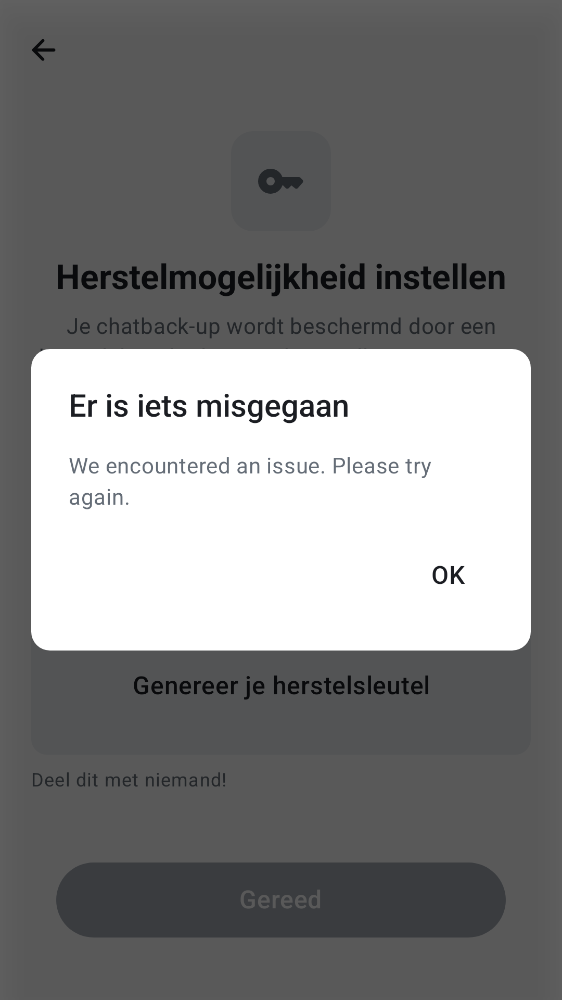 Herstelmogelijkheid instellen
Je chatback-up wordt beschermd door een
Er is iets misgegaan
We encountered an issue. Please try
again.
OK
Genereer je herstelsleutel
Deel dit met niemand!
Gereed